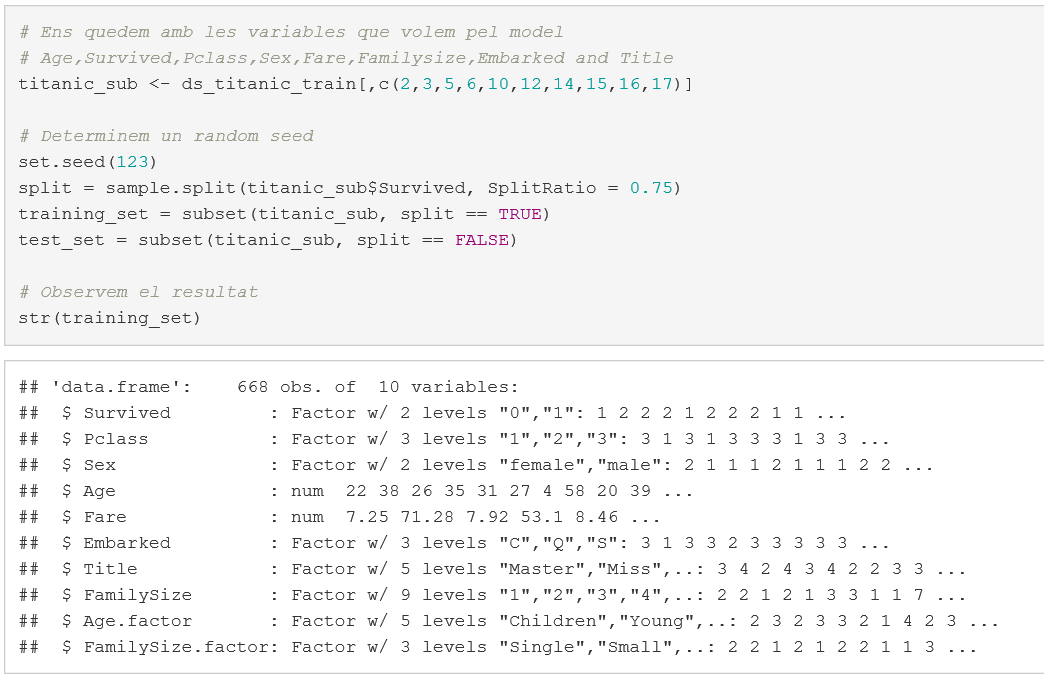 # Ens quedem amb les variables que volem pel model
# Age,Survived,Pclass,Sex,Fare,Familysize,Embarked and Title
titanic_sub <- ds_titanic_train[,c(2,3,5,6,10,12,14,15,16,17)]
# Determinem un random seed
set.seed(123)
split = sample.split(titanic_sub$Survived, SplitRatio = 0.75)
training_set = subset(titanic_sub, split == TRUE)
test_set = subset(titanic_sub, split == FALSE)
# Observem el resultat
str(training_set)
## 'data.frame':    668 obs. of  10 variables:
##  $ Survived         : Factor w/ 2 levels "0","1": 1 2 2 2 1 2 2 2 1 1 ...
##  $ Pclass           : Factor w/ 3 levels "1","2","3": 3 1 3 1 3 3 3 1 3 3 ...
##  $ Sex              : Factor w/ 2 levels "female","male": 2 1 1 1 2 1 1 1 2 2 ...
##  $ Age              : num  22 38 26 35 31 27 4 58 20 39 ...
##  $ Fare             : num  7.25 71.28 7.92 53.1 8.46 ...
##  $ Embarked         : Factor w/ 3 levels "C","Q","S": 3 1 3 3 2 3 3 3 3 3 ...
##  $ Title            : Factor w/ 5 levels "Master","Miss",..: 3 4 2 4 3 4 2 2 3 3 ...
##  $ FamilySize       : Factor w/ 9 levels "1","2","3","4",..: 2 2 1 2 1 3 3 1 1 7 ...
##  $ Age.factor       : Factor w/ 5 levels "Children","Young",..: 2 3 2 3 3 2 1 4 2 3 ...
##  $ FamilySize.factor: Factor w/ 3 levels "Single","Small",..: 2 2 1 2 1 2 2 1 1 3 ...